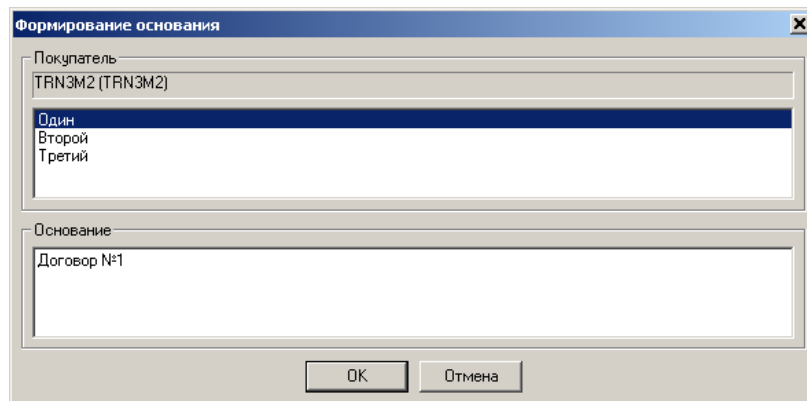 Формирование основания
Покупатель
TRN3M2 (TRN3M2)
Один
Второй
Третий
Основание
Договор №1
OK
Отмена